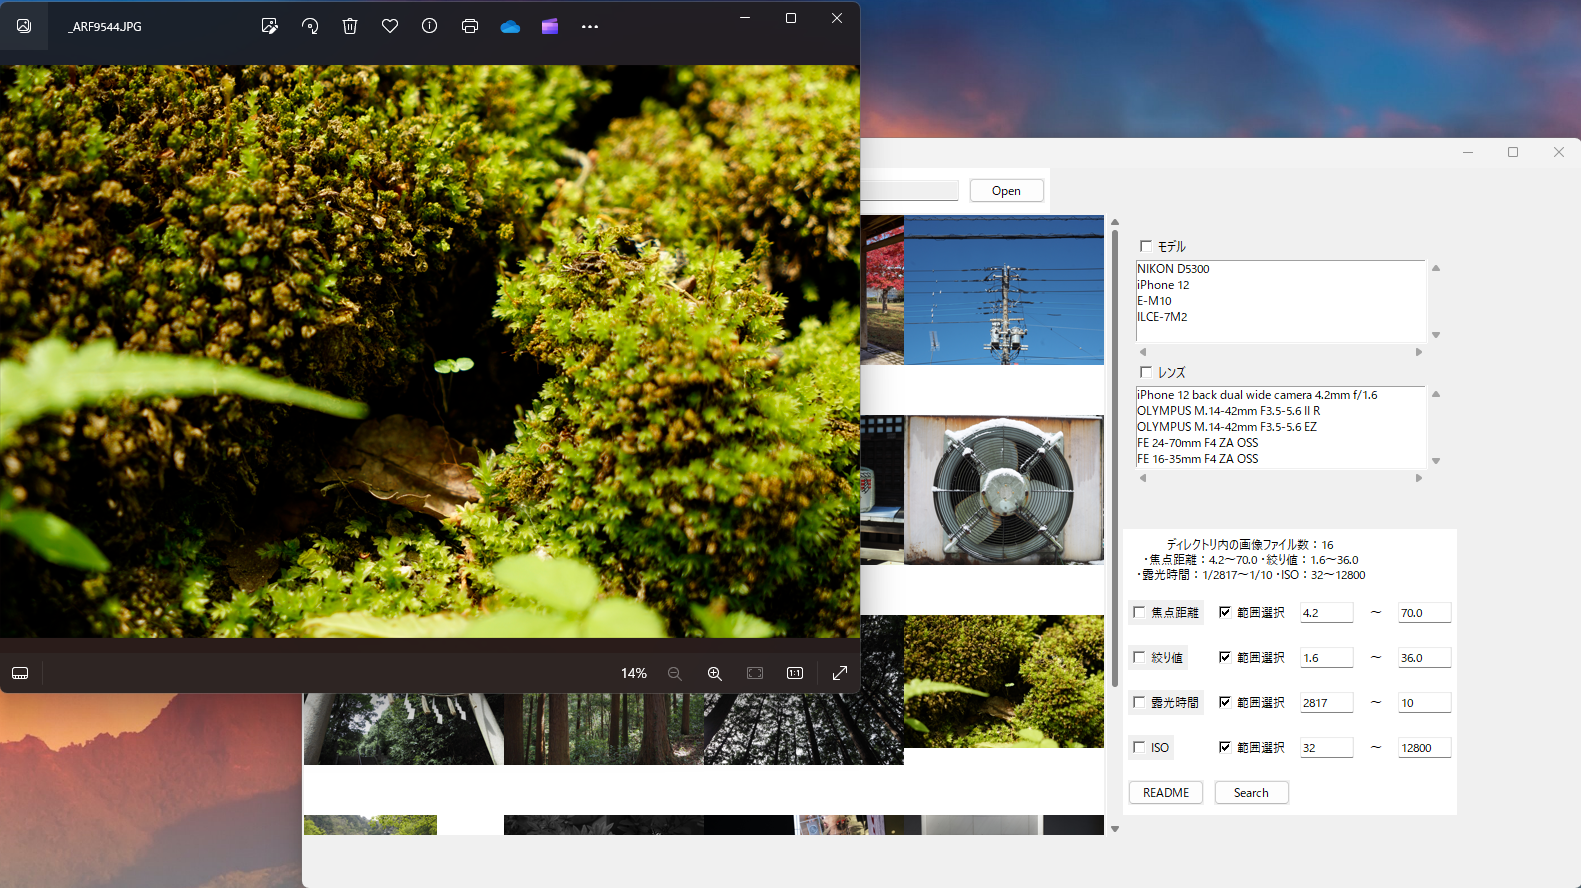 _ARF9544.JPG
14%
1:1
Open
モデル
NIKON D5300
iPhone 12
E-M10
ILCE-7M2
レンズ
iPhone 12 back dual wide camera 4.2mm f/1.6
OLYMPUS M.14-42mm F3.5-5.6 II R
OLYMPUS M.14-42mm F3.5-5.6 EZ
FE 24-70mm F4 ZA OSS
FE 16-35mm F4 ZA OSS
ディレクトリ内の画像ファイル数：16
・焦点距離：4.2～70.0 ・絞り値：1.6～36.0
・露光時間：1/2817～1/10 ・ISO：32～12800
焦点距離 範囲選択 4.2 ～ 70.0
絞り値 範囲選択 1.6 ～ 36.0
露光時間 範囲選択 2817 ～ 10
ISO 範囲選択 32 ～ 12800
README Search